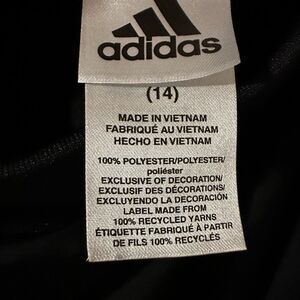 adidas
(14)
MADE IN VIETNAM
FABRIQUÉ AU VIETNAM
HECHO EN VIETNAM
100% POLYESTER/POLYESTER/
poliéster
EXCLUSIVE OF DECORATION/
EXCLUSIF DES DÉCORATIONS/
EXCLUYENDO LA DECORACIÓN
LABEL MADE FROM
100% RECYCLED YARNS
ÉTIQUETTE FABRIQUÉ À PARTIR
DE FILS 100% RECYCLÉS